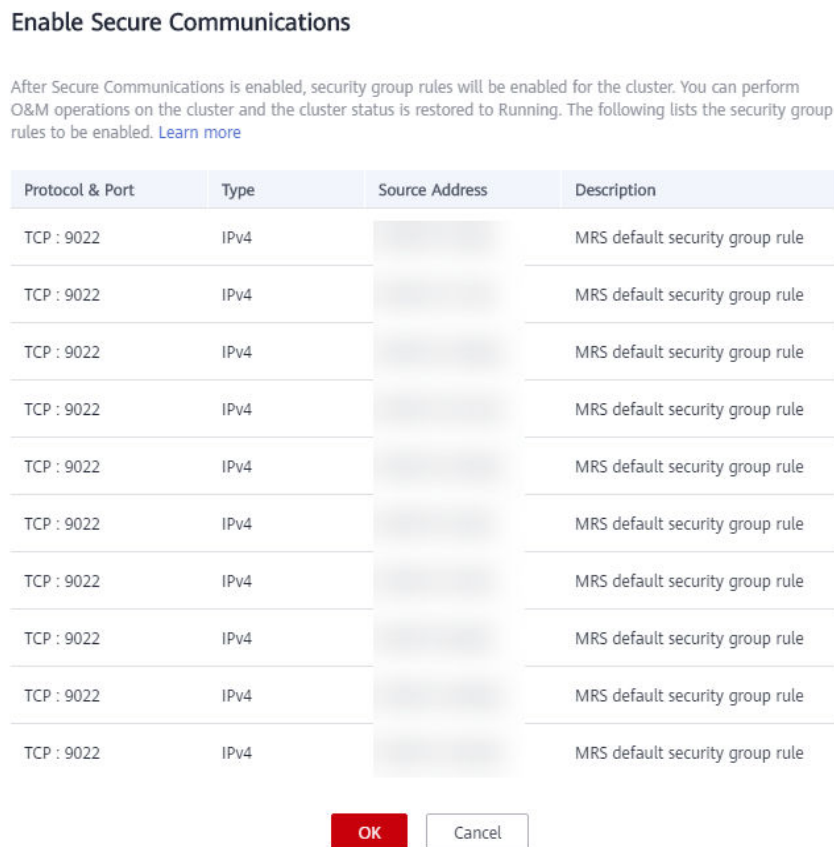 Enable Secure Communications
After Secure Communications is enabled, security group rules will be enabled for the cluster. You can perform
O&M operations on the cluster and the cluster status is restored to Running. The following lists the security group
rules to be enabled. Learn more
Protocol & Port Type Source Address Description
TCP : 9022 IPv4 MRS default security group rule
TCP : 9022 IPv4 MRS default security group rule
TCP : 9022 IPv4 MRS default security group rule
TCP : 9022 IPv4 MRS default security group rule
TCP : 9022 IPv4 MRS default security group rule
TCP : 9022 IPv4 MRS default security group rule
TCP : 9022 IPv4 MRS default security group rule
TCP : 9022 IPv4 MRS default security group rule
TCP : 9022 IPv4 MRS default security group rule
TCP : 9022 IPv4 MRS default security group rule
OK Cancel